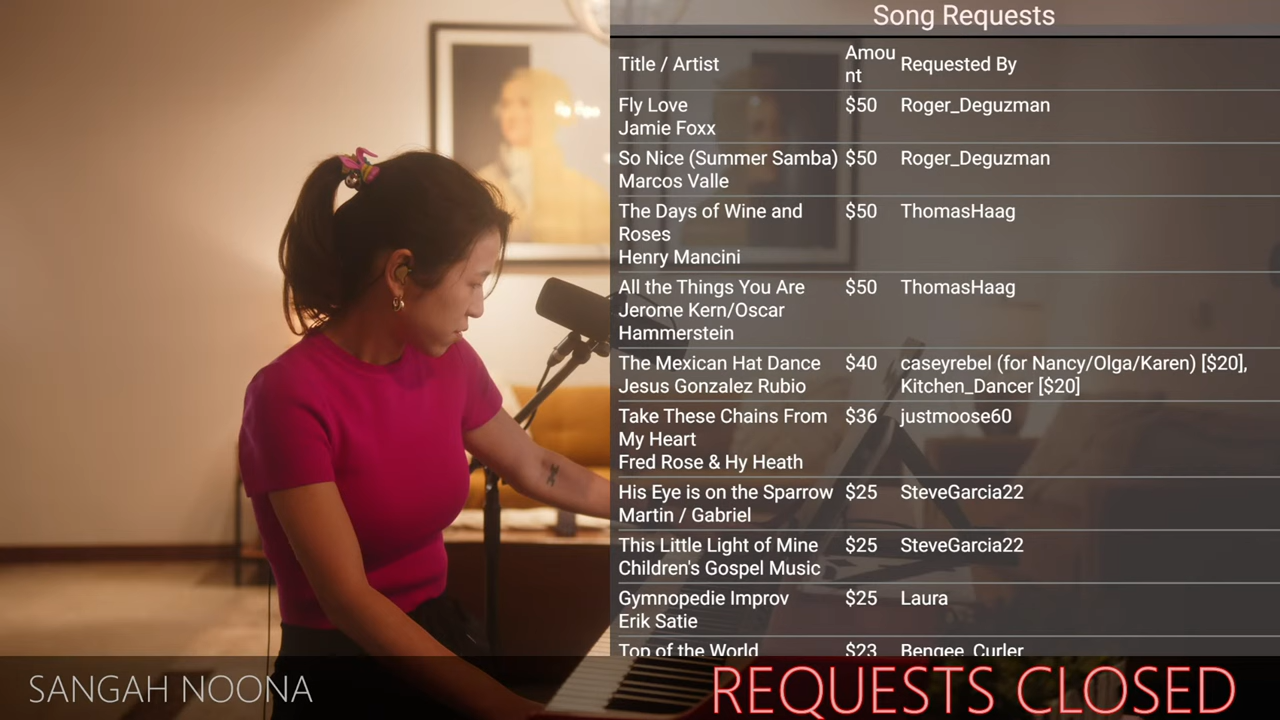 Song Requests
Title / Artist
Amou
nt
Requested By
Fly Love
Jamie Foxx
$50
Roger_Deguzman
So Nice (Summer Samba)
Marcos Valle
$50
Roger_Deguzman
The Days of Wine and
Roses
Henry Mancini
$50
ThomasHaag
All the Things You Are
Jerome Kern/Oscar
Hammerstein
$50
ThomasHaag
The Mexican Hat Dance
Jesus Gonzalez Rubio
$40
caseyrebel (for Nancy/Olga/Karen) [$20],
Kitchen_Dancer [$20]
Take These Chains From
My Heart
Fred Rose & Hy Heath
$36
justmoose60
His Eye is on the Sparrow
Martin / Gabriel
$25
SteveGarcia22
This Little Light of Mine
Children's Gospel Music
$25
SteveGarcia22
Gymnopedie Improv
Erik Satie
$25
Laura
Top of the World
$23
Bengee_Curler
SANGAH NOONA
REQUESTS CLOSED